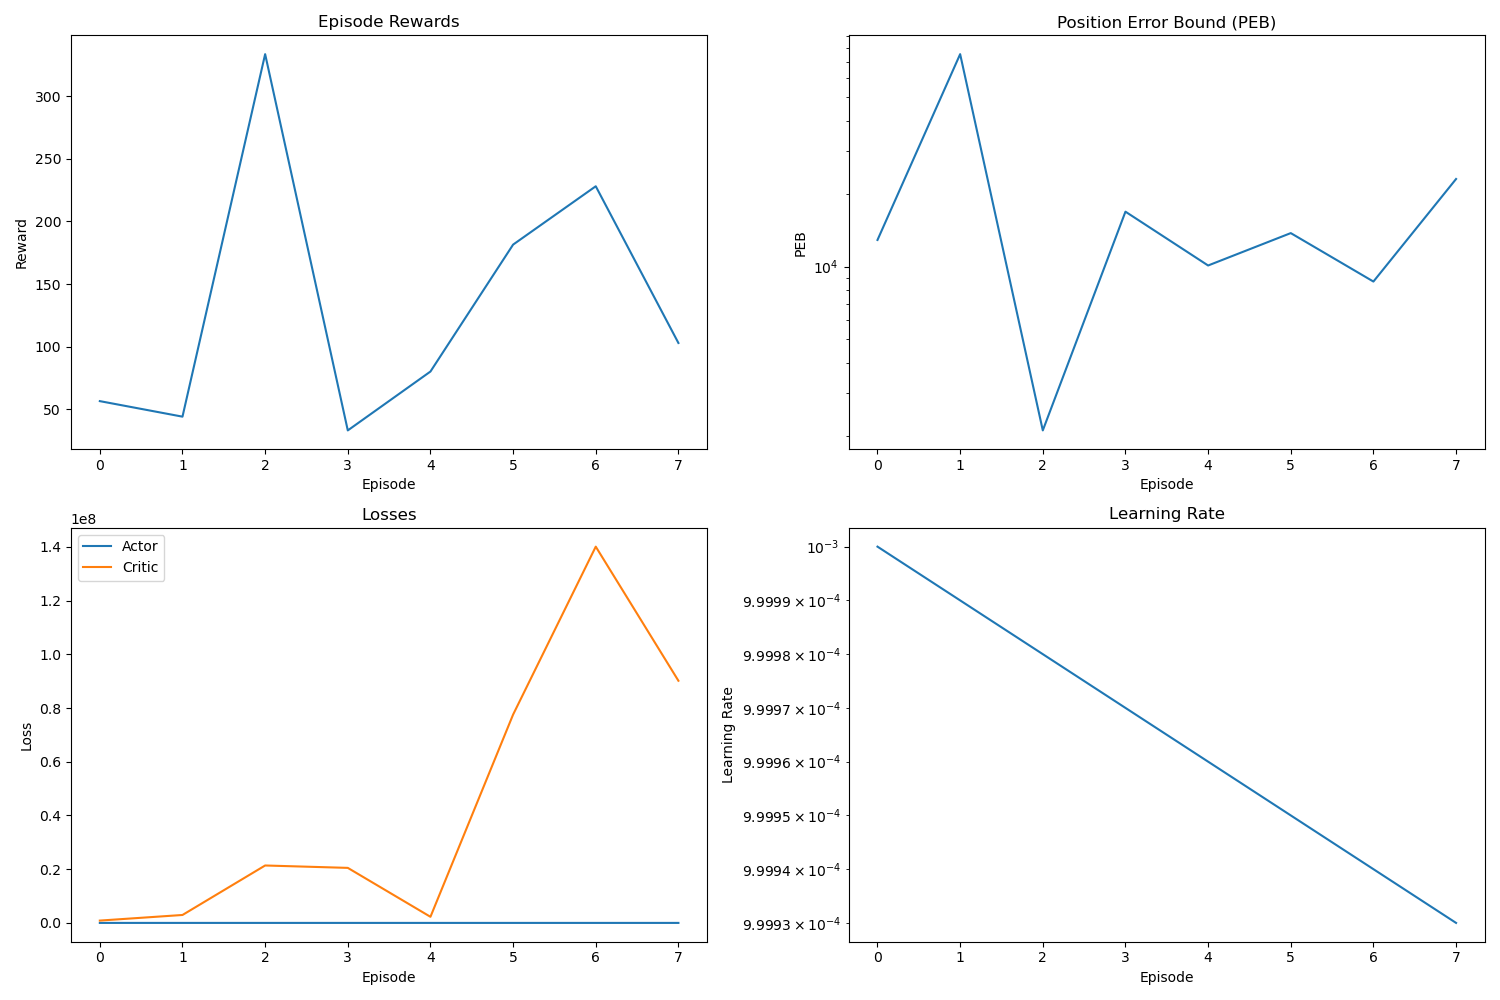 Episode Rewards
Reward
300
250
200
150
100
50
0 1 2 3 4 5 6 7
Episode
Position Error Bound (PEB)
PEB
10⁴
0 1 2 3 4 5 6 7
Episode
Losses
1e8
Loss
1.4
1.2
1.0
0.8
0.6
0.4
0.2
0.0
Actor
Critic
0 1 2 3 4 5 6 7
Episode
Learning Rate
Learning Rate
10⁻³
9.9999 × 10⁻⁴
9.9998 × 10⁻⁴
9.9997 × 10⁻⁴
9.9996 × 10⁻⁴
9.9995 × 10⁻⁴
9.9994 × 10⁻⁴
9.9993 × 10⁻⁴
0 1 2 3 4 5 6 7
Episode